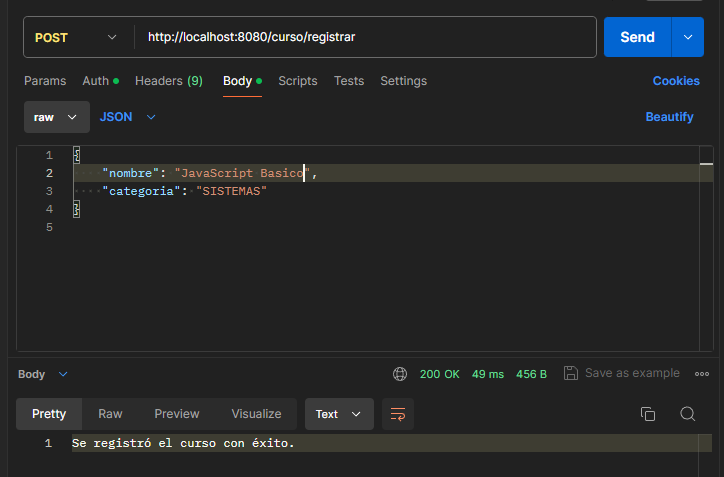 POST http://localhost:8080/curso/registrar Send
Params Auth Headers (9) Body Scripts Tests Settings Cookies
raw JSON Beautify
1 {
2 "nombre": "JavaScript Basico",
3 "categoria": "SISTEMAS"
4 }
5
Body 200 OK 49 ms 456 B Save as example
Pretty Raw Preview Visualize Text
1 Se registró el curso con éxito.